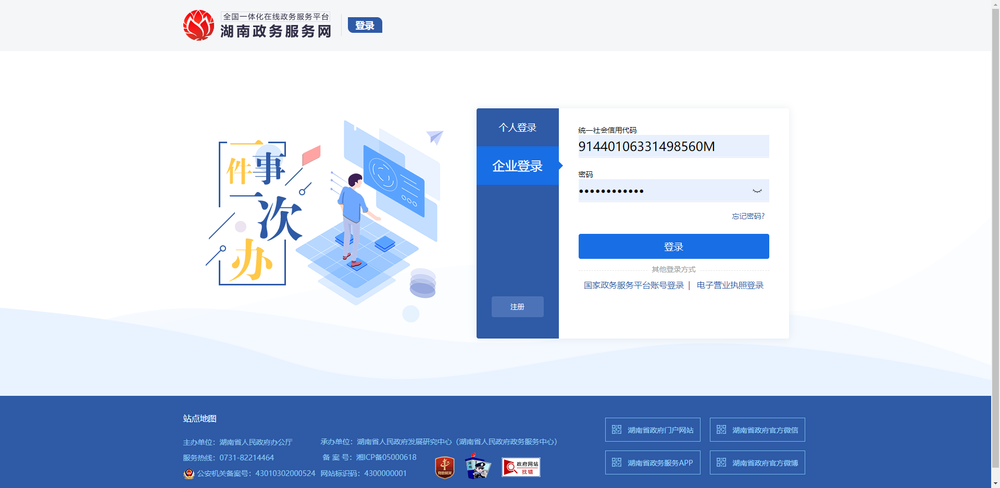 全国一体化在线政务服务平台
湖南政务服务网
登录
一件事
一次
办
个人登录
企业登录
注册
统一社会信用代码
91440106331498560M
密码
••••••••••••
忘记密码?
登录
其他登录方式
国家政务服务平台账号登录 | 电子营业执照登录
站点地图
主办单位：湖南省人民政府办公厅
承办单位：湖南省人民政府发展研究中心（湖南省人民政府政务服务中心）
服务热线：0731-82214464
备 案 号：湘ICP备05000618
公安机关备案号：43010302000524
网站标识码：4300000001
党政机关
政府网站
找错
湖南省政府门户网站
湖南省政府官方微信
湖南省政务服务APP
湖南省政府官方微博